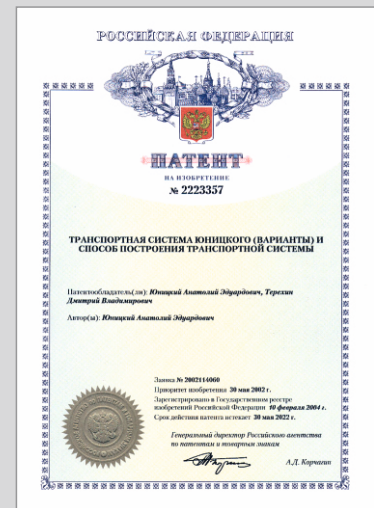 РОССИЙСКАЯ ФЕДЕРАЦИЯ
ПАТЕНТ
НА ИЗОБРЕТЕНИЕ
№ 2223357
ТРАНСПОРТНАЯ СИСТЕМА ЮНИЦКОГО (ВАРИАНТЫ) И
СПОСОБ ПОСТРОЕНИЯ ТРАНСПОРТНОЙ СИСТЕМЫ
Патентообладатель(ли): Юницкий Анатолий Эдуардович, Терехин
Дмитрий Владимирович
Автор(ы): Юницкий Анатолий Эдуардович
Заявка № 2002114060
Приоритет изобретения 30 мая 2002 г.
Зарегистрировано в Государственном реестре
изобретений Российской Федерации 10 февраля 2004 г.
Срок действия патента истекает 30 мая 2022 г.
Генеральный директор Российского агентства
по патентам и товарным знакам
А.Д. Корчагин